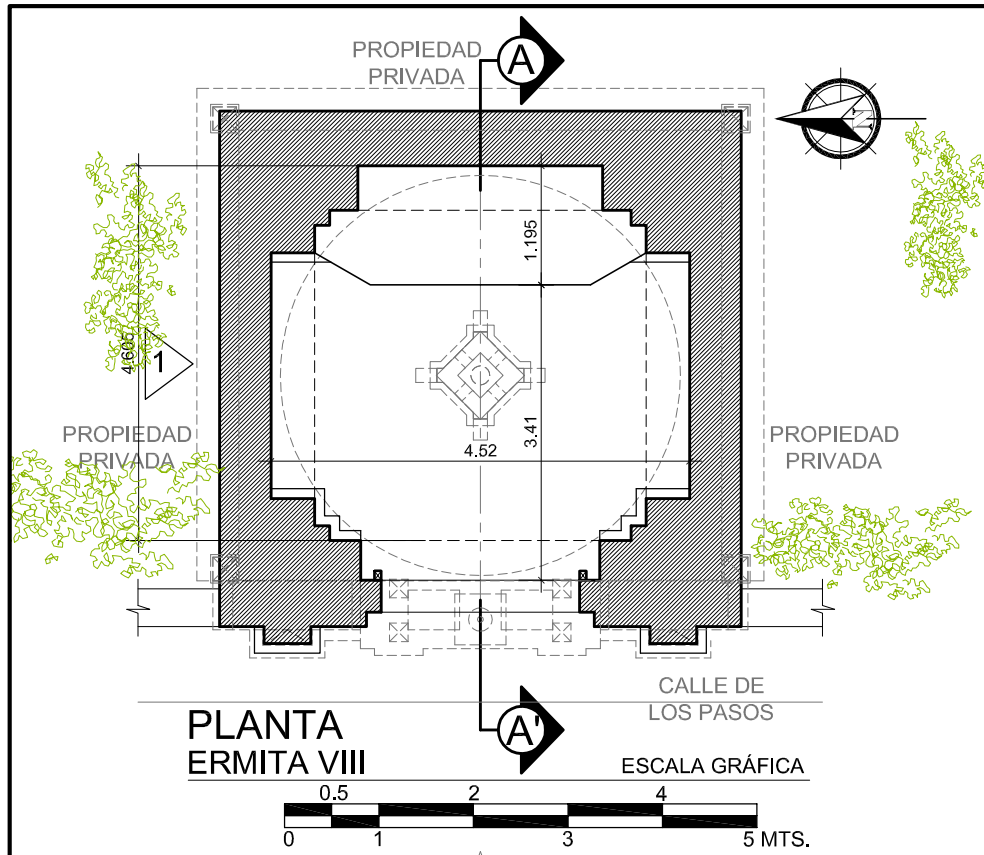 PROPIEDAD
PRIVADA
A
N
1.195
4.605
1
3.41
4.52
PROPIEDAD
PRIVADA
PROPIEDAD
PRIVADA
CALLE DE
LOS PASOS
A'
PLANTA
ERMITA VIII
ESCALA GRÁFICA
0.5 2 4
0 1 3 5 MTS.